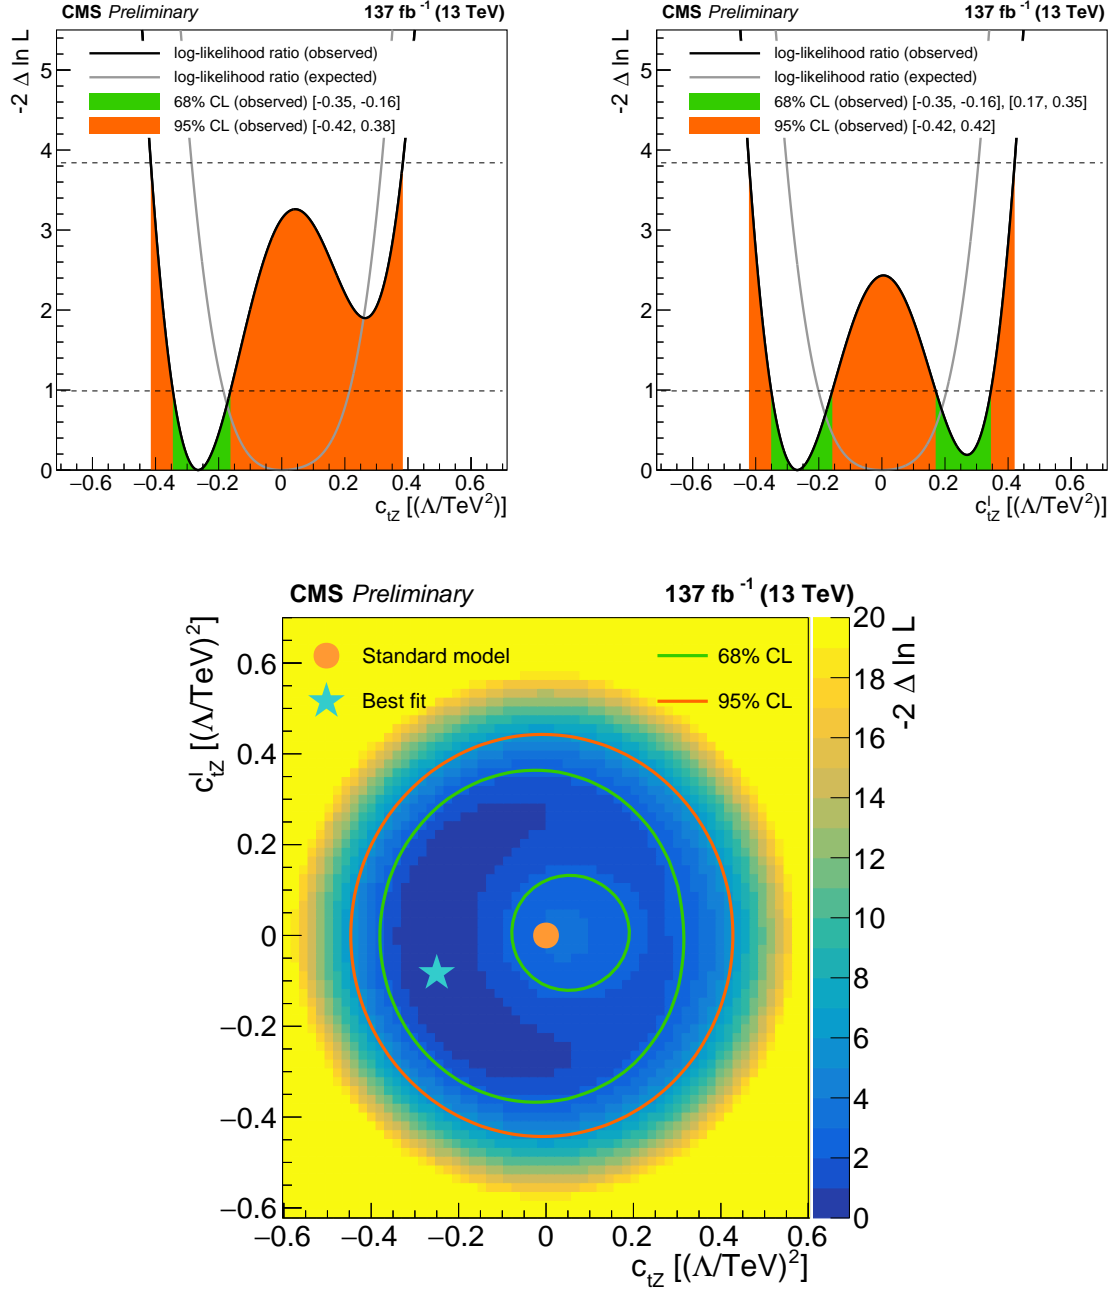 CMS Preliminary 137 fb⁻¹ (13 TeV)
-2 Δ ln L
log-likelihood ratio (observed)
log-likelihood ratio (expected)
68% CL (observed) [-0.35, -0.16]
95% CL (observed) [-0.42, 0.38]
5
4
3
2
1
0
−0.6 −0.4 −0.2 0 0.2 0.4 0.6
c_tZ [(Λ/TeV²)]
CMS Preliminary 137 fb⁻¹ (13 TeV)
-2 Δ ln L
log-likelihood ratio (observed)
log-likelihood ratio (expected)
68% CL (observed) [-0.35, -0.16], [0.17, 0.35]
95% CL (observed) [-0.42, 0.42]
5
4
3
2
1
0
−0.6 −0.4 −0.2 0 0.2 0.4 0.6
c_tZ^I [(Λ/TeV²)]
CMS Preliminary 137 fb⁻¹ (13 TeV)
c_tZ^I [(Λ/TeV)²]
Standard model 68% CL
Best fit 95% CL
0.6
0.4
0.2
0
−0.2
−0.4
−0.6
−0.6 −0.4 −0.2 0 0.2 0.4 0.6
c_tZ [(Λ/TeV)²]
20
18
16
14
12
10
8
6
4
2
0
-2 Δ ln L